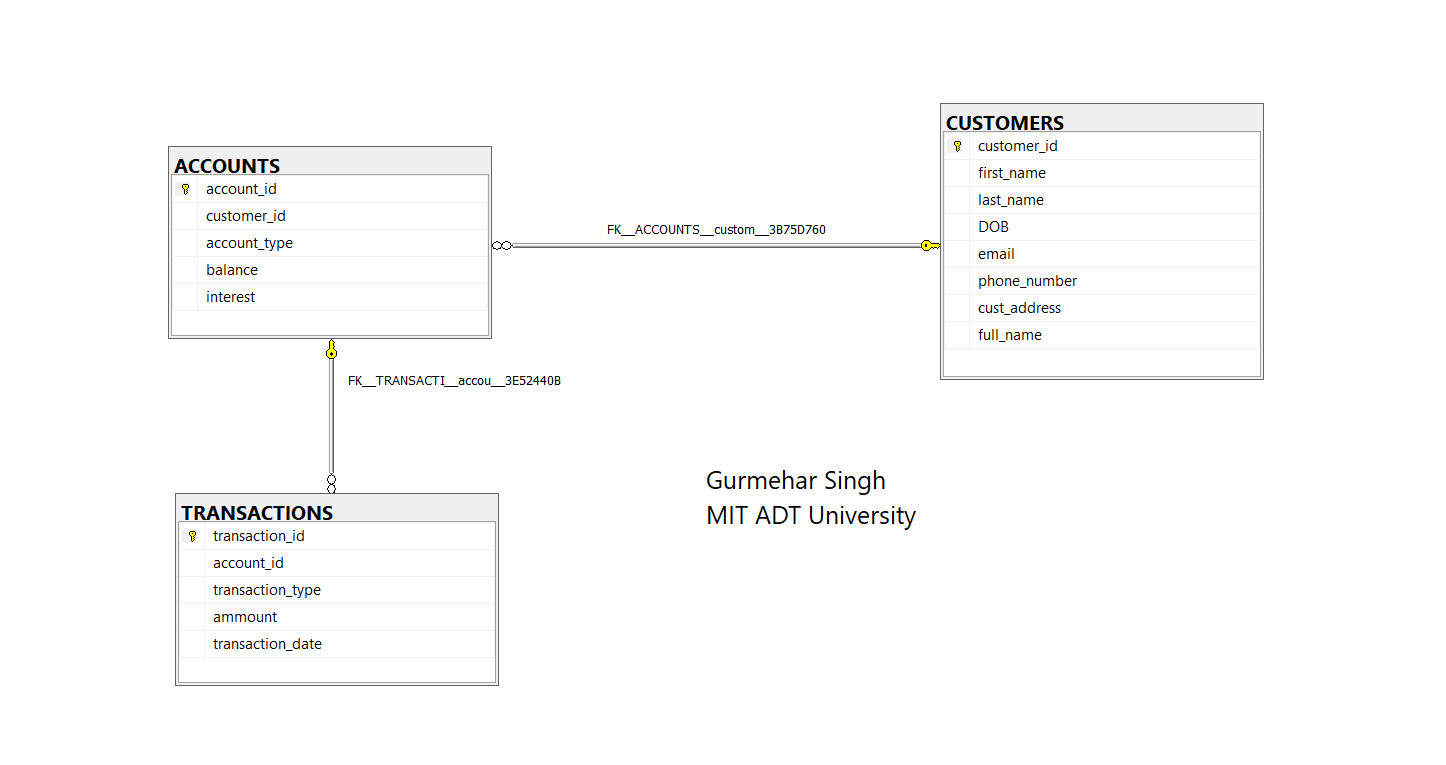 ACCOUNTS
account_id
customer_id
account_type
balance
interest
FK__ACCOUNTS__custom__3B75D760
CUSTOMERS
customer_id
first_name
last_name
DOB
email
phone_number
cust_address
full_name
FK__TRANSACTI__accou__3E52440B
TRANSACTIONS
transaction_id
account_id
transaction_type
ammount
transaction_date
Gurmehar Singh
MIT ADT University